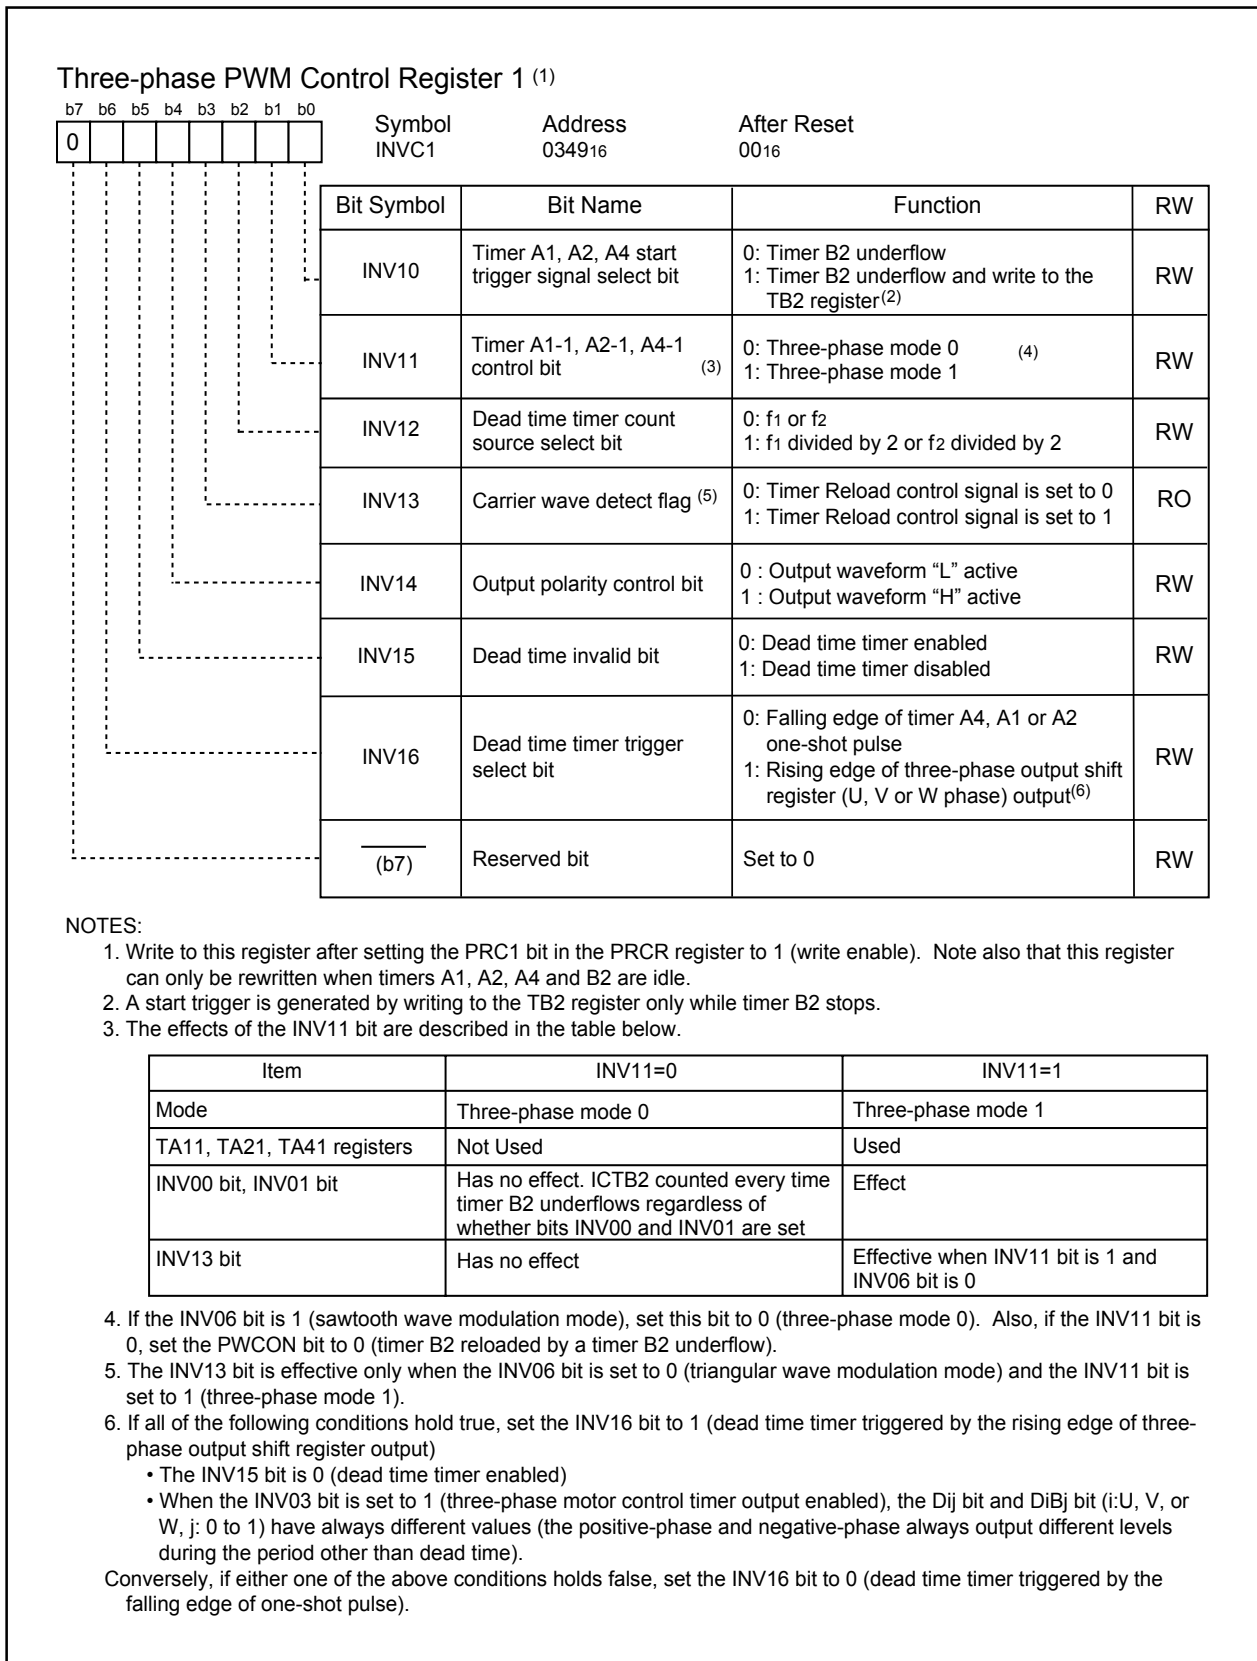 Three-phase PWM Control Register 1 (1)
b7 b6 b5 b4 b3 b2 b1 b0
0
Symbol Address After Reset
INVC1 034916 0016
Bit Symbol Bit Name Function RW
INV10
Timer A1, A2, A4 start
trigger signal select bit
0: Timer B2 underflow
1: Timer B2 underflow and write to the
TB2 register(2)
RW
INV11
Timer A1-1, A2-1, A4-1
control bit (3)
0: Three-phase mode 0 (4)
1: Three-phase mode 1
RW
INV12
Dead time timer count
source select bit
0: f1 or f2
1: f1 divided by 2 or f2 divided by 2
RW
INV13
Carrier wave detect flag (5)
0: Timer Reload control signal is set to 0
1: Timer Reload control signal is set to 1
RO
INV14
Output polarity control bit
0 : Output waveform “L” active
1 : Output waveform “H” active
RW
INV15
Dead time invalid bit
0: Dead time timer enabled
1: Dead time timer disabled
RW
INV16
Dead time timer trigger
select bit
0: Falling edge of timer A4, A1 or A2
one-shot pulse
1: Rising edge of three-phase output shift
register (U, V or W phase) output(6)
RW
(b7)
Reserved bit
Set to 0
RW
NOTES:
1. Write to this register after setting the PRC1 bit in the PRCR register to 1 (write enable). Note also that this register
can only be rewritten when timers A1, A2, A4 and B2 are idle.
2. A start trigger is generated by writing to the TB2 register only while timer B2 stops.
3. The effects of the INV11 bit are described in the table below.
Item INV11=0 INV11=1
Mode Three-phase mode 0 Three-phase mode 1
TA11, TA21, TA41 registers Not Used Used
INV00 bit, INV01 bit
Has no effect. ICTB2 counted every time
timer B2 underflows regardless of
whether bits INV00 and INV01 are set
Effect
INV13 bit
Has no effect
Effective when INV11 bit is 1 and
INV06 bit is 0
4. If the INV06 bit is 1 (sawtooth wave modulation mode), set this bit to 0 (three-phase mode 0). Also, if the INV11 bit is
0, set the PWCON bit to 0 (timer B2 reloaded by a timer B2 underflow).
5. The INV13 bit is effective only when the INV06 bit is set to 0 (triangular wave modulation mode) and the INV11 bit is
set to 1 (three-phase mode 1).
6. If all of the following conditions hold true, set the INV16 bit to 1 (dead time timer triggered by the rising edge of three-
phase output shift register output)
• The INV15 bit is 0 (dead time timer enabled)
• When the INV03 bit is set to 1 (three-phase motor control timer output enabled), the Dij bit and DiBj bit (i:U, V, or
W, j: 0 to 1) have always different values (the positive-phase and negative-phase always output different levels
during the period other than dead time).
Conversely, if either one of the above conditions holds false, set the INV16 bit to 0 (dead time timer triggered by the
falling edge of one-shot pulse).